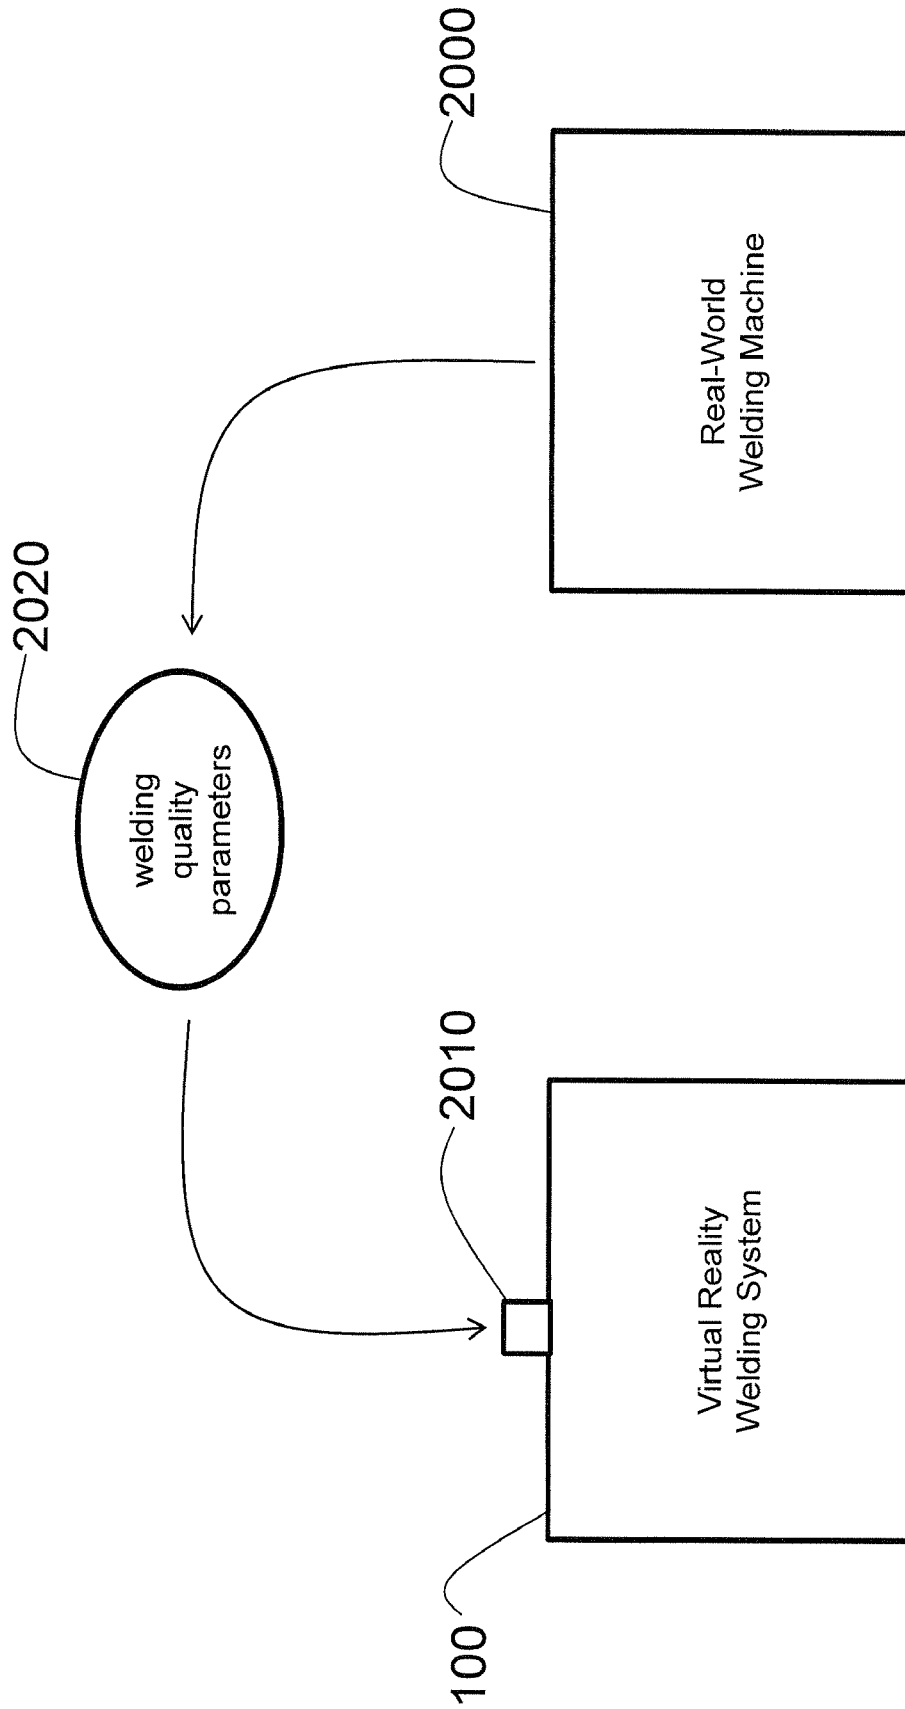 2020
welding
quality
parameters
100
2010
2000
Virtual Reality
Welding System
Real-World
Welding Machine